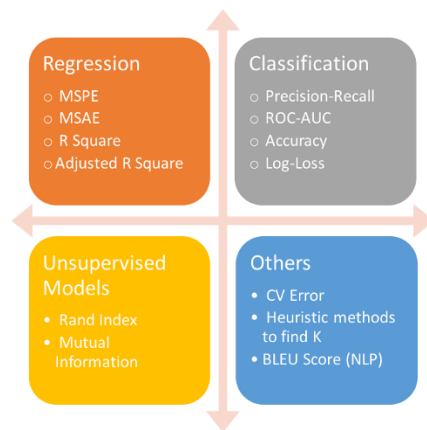 Regression
○ MSPE
○ MSAE
○ R Square
○ Adjusted R Square
Classification
○ Precision-Recall
○ ROC-AUC
○ Accuracy
○ Log-Loss
Unsupervised
Models
• Rand Index
• Mutual
Information
Others
• CV Error
• Heuristic methods
to find K
• BLEU Score (NLP)